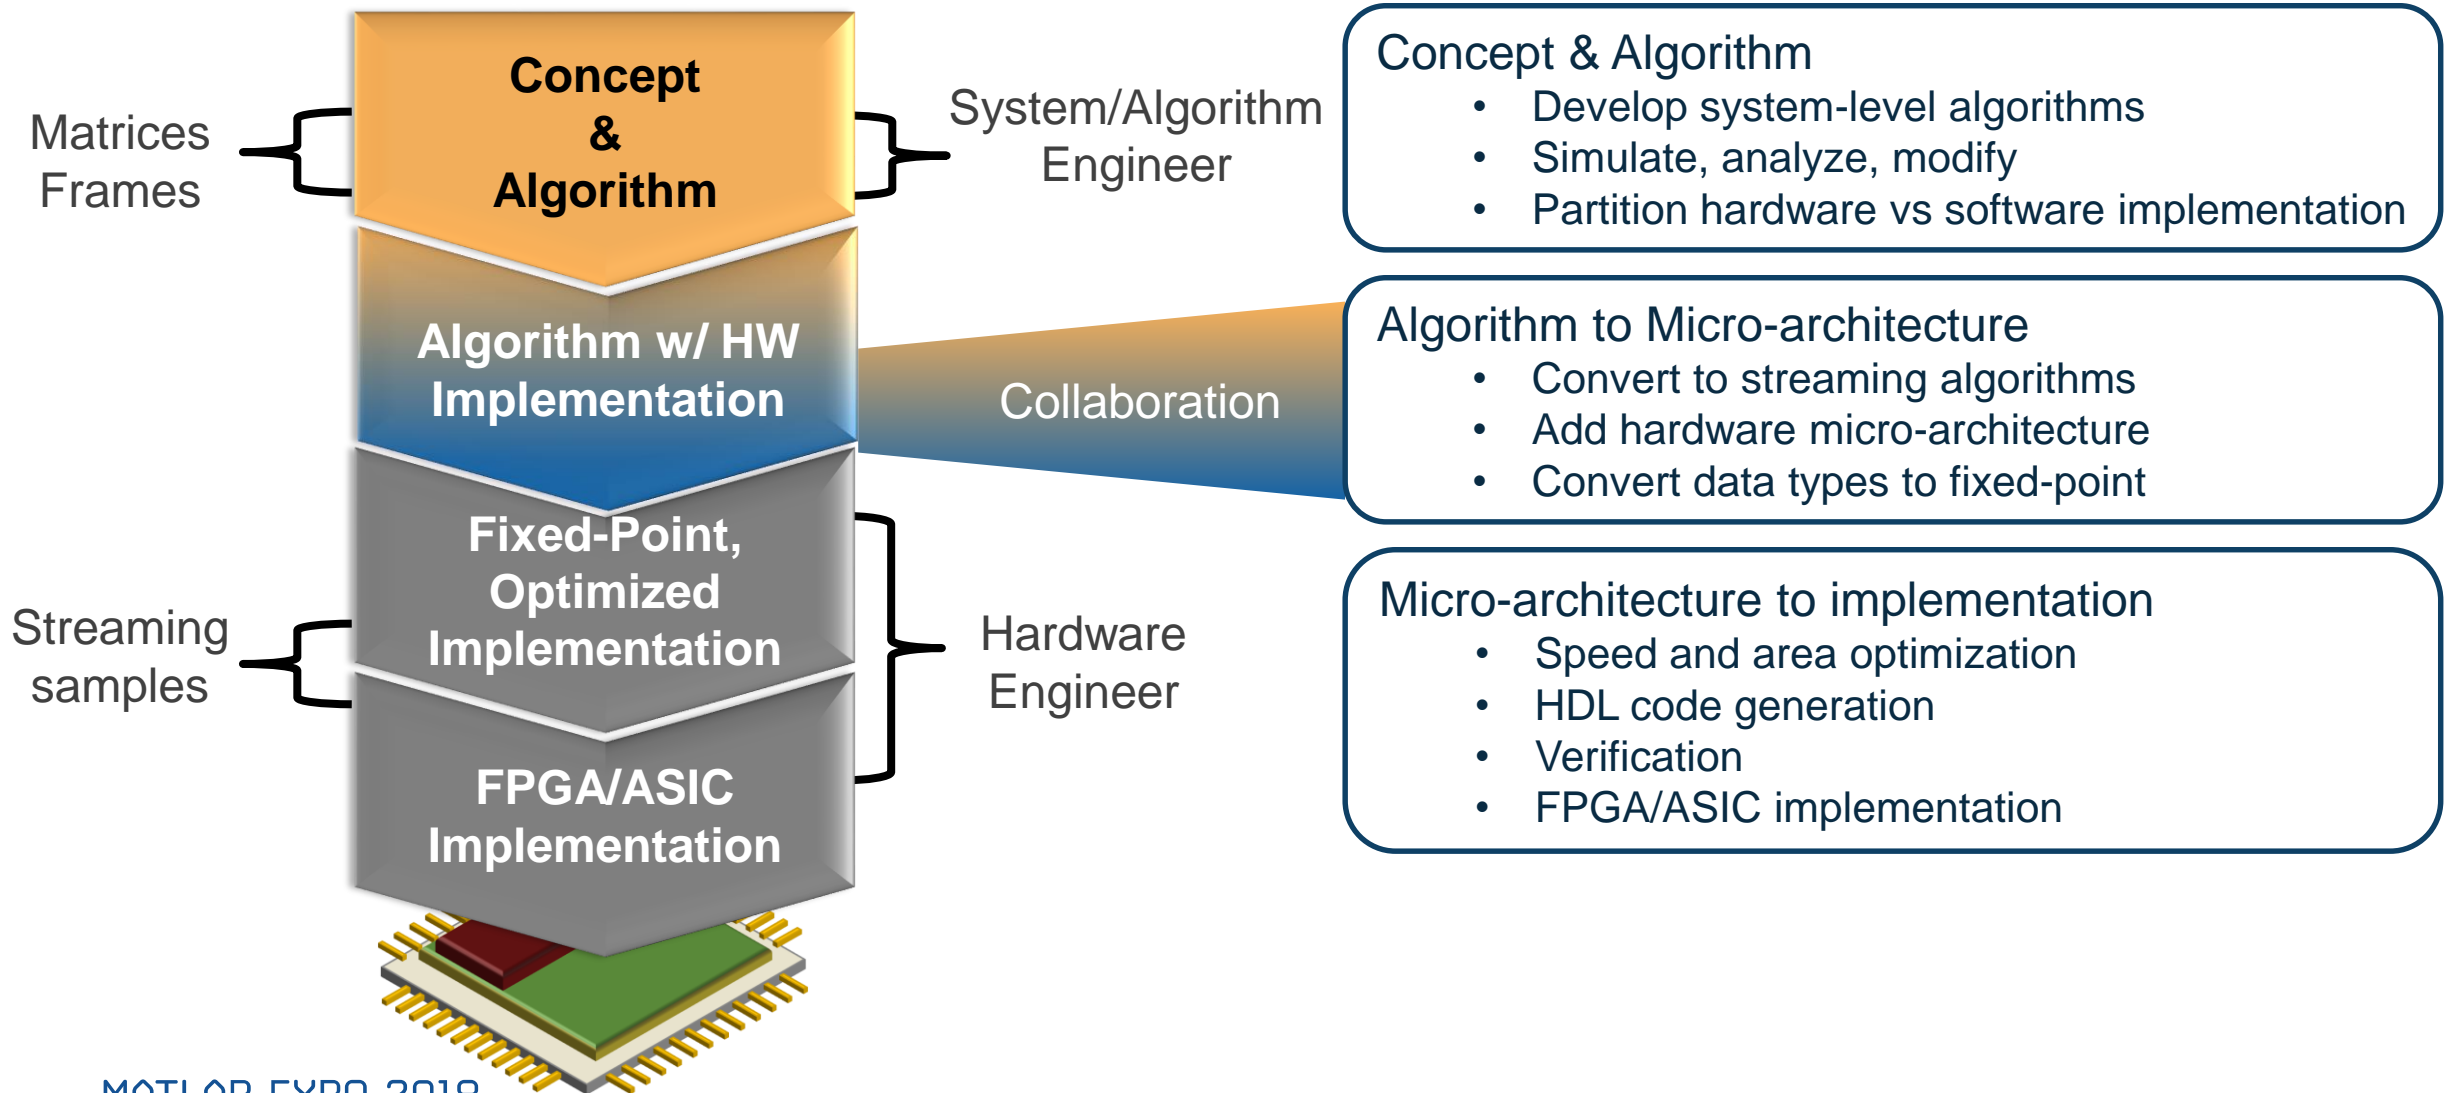 Matrices
Frames
Concept
&
Algorithm
System/Algorithm
Engineer
Algorithm w/ HW
Implementation
Collaboration
Fixed-Point,
Optimized
Implementation
Streaming
samples
Hardware
Engineer
FPGA/ASIC
Implementation
Concept & Algorithm
• Develop system-level algorithms
• Simulate, analyze, modify
• Partition hardware vs software implementation
Algorithm to Micro-architecture
• Convert to streaming algorithms
• Add hardware micro-architecture
• Convert data types to fixed-point
Micro-architecture to implementation
• Speed and area optimization
• HDL code generation
• Verification
• FPGA/ASIC implementation
MATLAB EXPO